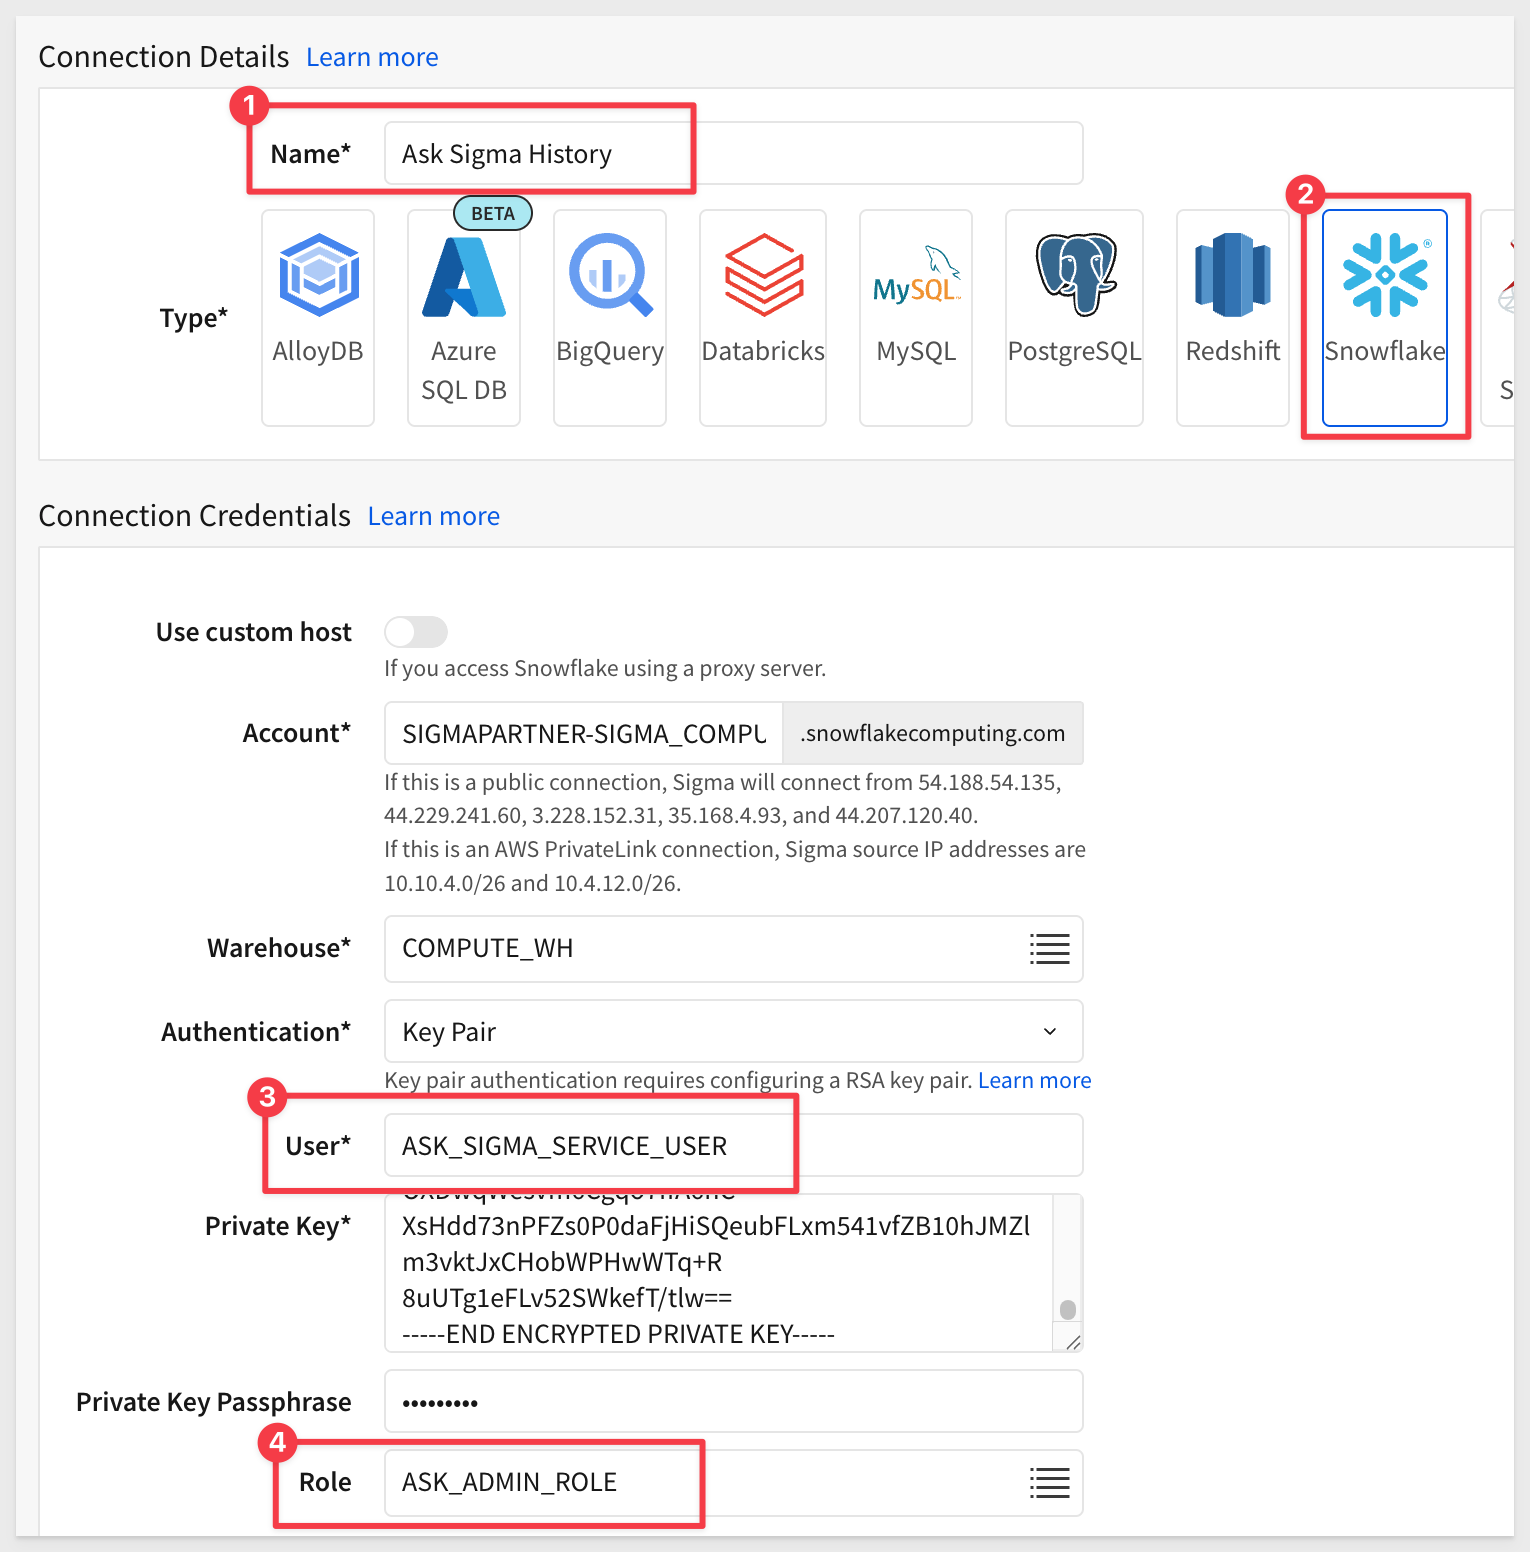 Connection Details Learn more
1
Name* Ask Sigma History
2
BETA
Type*
AlloyDB
Azure
SQL DB
BigQuery
Databricks
MySQL
MySQL
PostgreSQL
Redshift
®
Snowflake
S
Connection Credentials Learn more
Use custom host
If you access Snowflake using a proxy server.
Account* SIGMAPARTNER-SIGMA_COMPU .snowflakecomputing.com
If this is a public connection, Sigma will connect from 54.188.54.135,
44.229.241.60, 3.228.152.31, 35.168.4.93, and 44.207.120.40.
If this is an AWS PrivateLink connection, Sigma source IP addresses are
10.10.4.0/26 and 10.4.12.0/26.
Warehouse* COMPUTE_WH
Authentication* Key Pair
Key pair authentication requires configuring a RSA key pair. Learn more
3
User* ASK_SIGMA_SERVICE_USER
Private Key*
XsHdd73nPFZs0P0daFjHiSQeubFLxm541vfZB10hJMZl
m3vktJxCHobWPHwWTq+R
8uUTg1eFLv52SWkefT/tlw==
-----END ENCRYPTED PRIVATE KEY-----
Private Key Passphrase •••••••••
4
Role ASK_ADMIN_ROLE